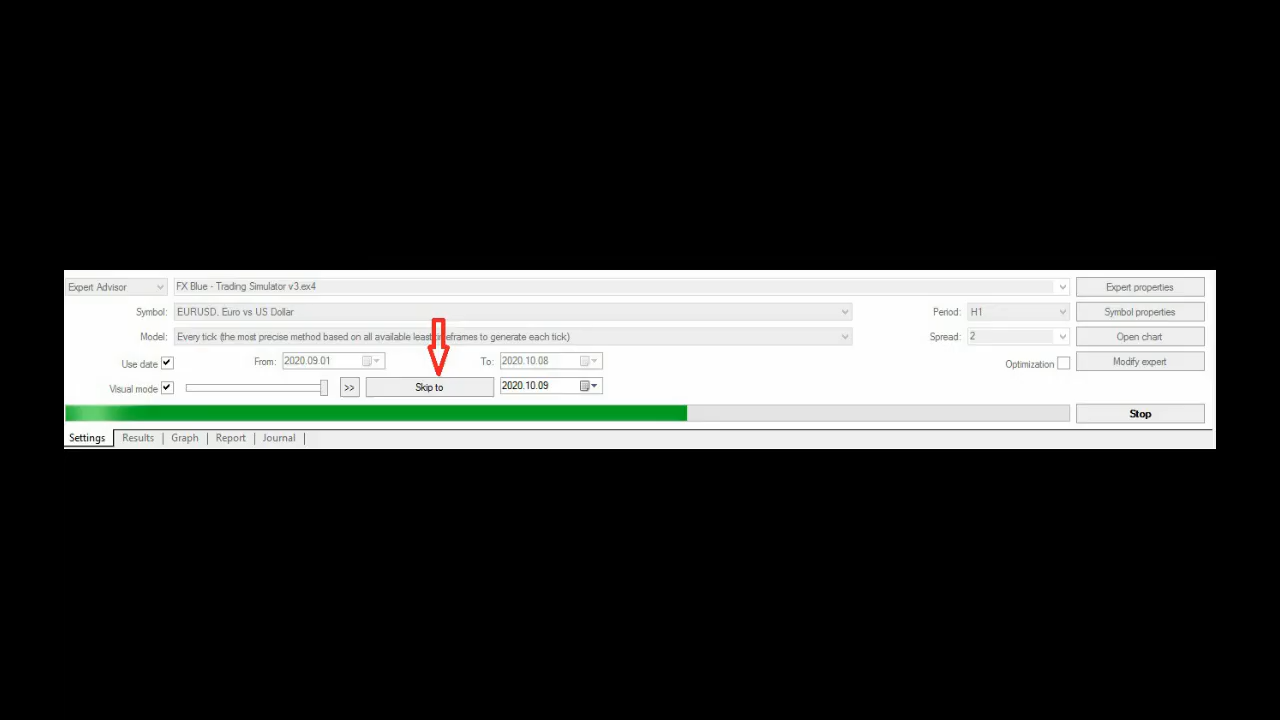 Expert Advisor FX Blue - Trading Simulator v3.ex4 Expert properties
Symbol: EURUSD. Euro vs US Dollar Period: H1 Symbol properties
Model: Every tick (the most precise method based on all available least timeframes to generate each tick) Spread: 2 Open chart
Use date From: 2020.09.01 To: 2020.10.08 Optimization Modify expert
Visual mode >> Skip to 2020.10.09
Stop
Settings Results Graph Report Journal